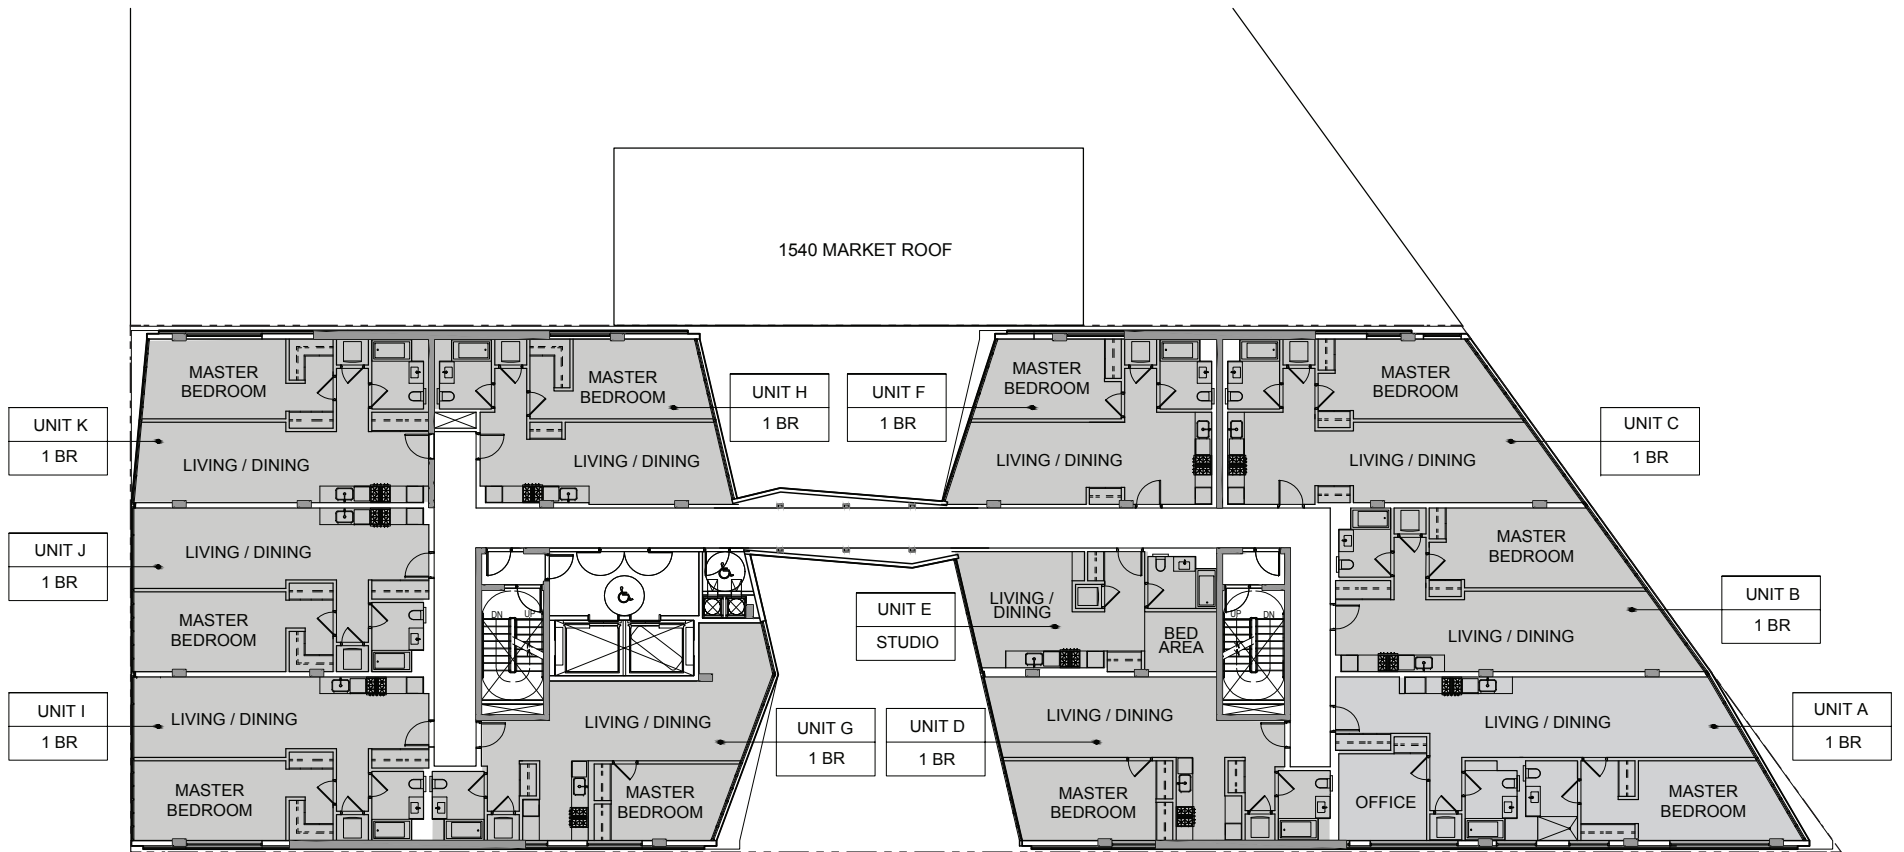 1540 MARKET ROOF
MASTER
BEDROOM
MASTER
BEDROOM
MASTER
BEDROOM
MASTER
BEDROOM
UNIT H
1 BR
UNIT F
1 BR
UNIT K
1 BR
UNIT C
1 BR
LIVING / DINING
LIVING / DINING
LIVING / DINING
LIVING / DINING
UNIT J
1 BR
LIVING / DINING
MASTER
BEDROOM
MASTER
BEDROOM
DN
UP
UNIT E
STUDIO
LIVING /
DINING
BED
AREA
UP
DN
UNIT B
1 BR
LIVING / DINING
UNIT I
1 BR
LIVING / DINING
LIVING / DINING
UNIT G
1 BR
UNIT D
1 BR
LIVING / DINING
LIVING / DINING
UNIT A
1 BR
MASTER
BEDROOM
MASTER
BEDROOM
MASTER
BEDROOM
OFFICE
MASTER
BEDROOM